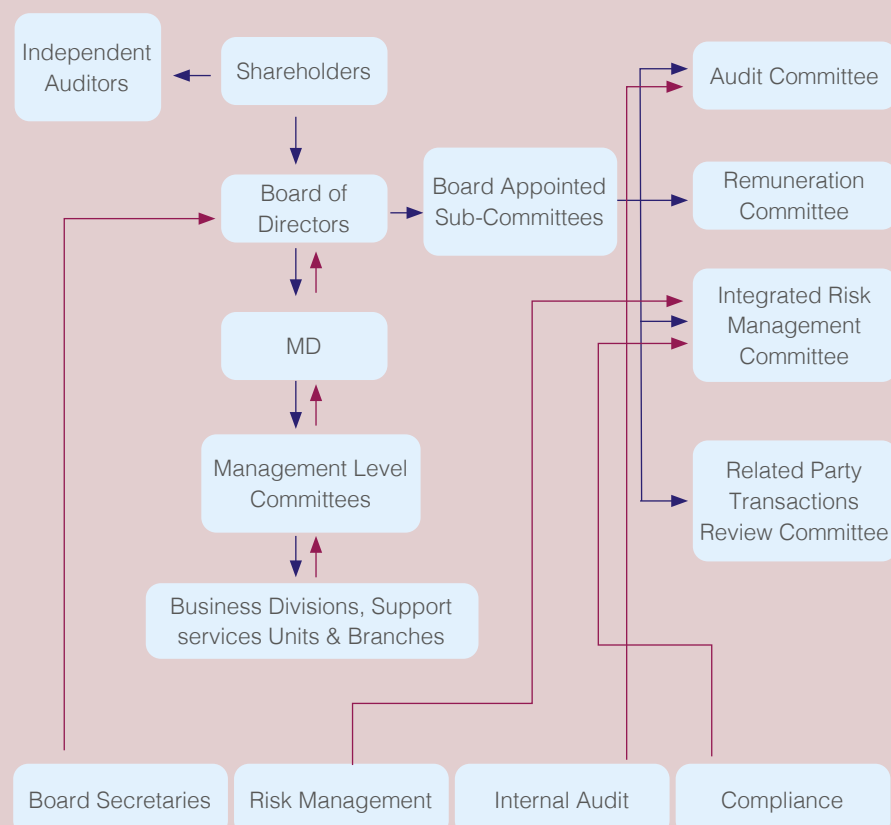 Independent
Auditors
Shareholders
Audit Committee
Board of
Directors
Board Appointed
Sub-Committees
Remuneration
Committee
MD
Integrated Risk
Management
Committee
Management Level
Committees
Related Party
Transactions
Review Committee
Business Divisions, Support
services Units & Branches
Board Secretaries
Risk Management
Internal Audit
Compliance